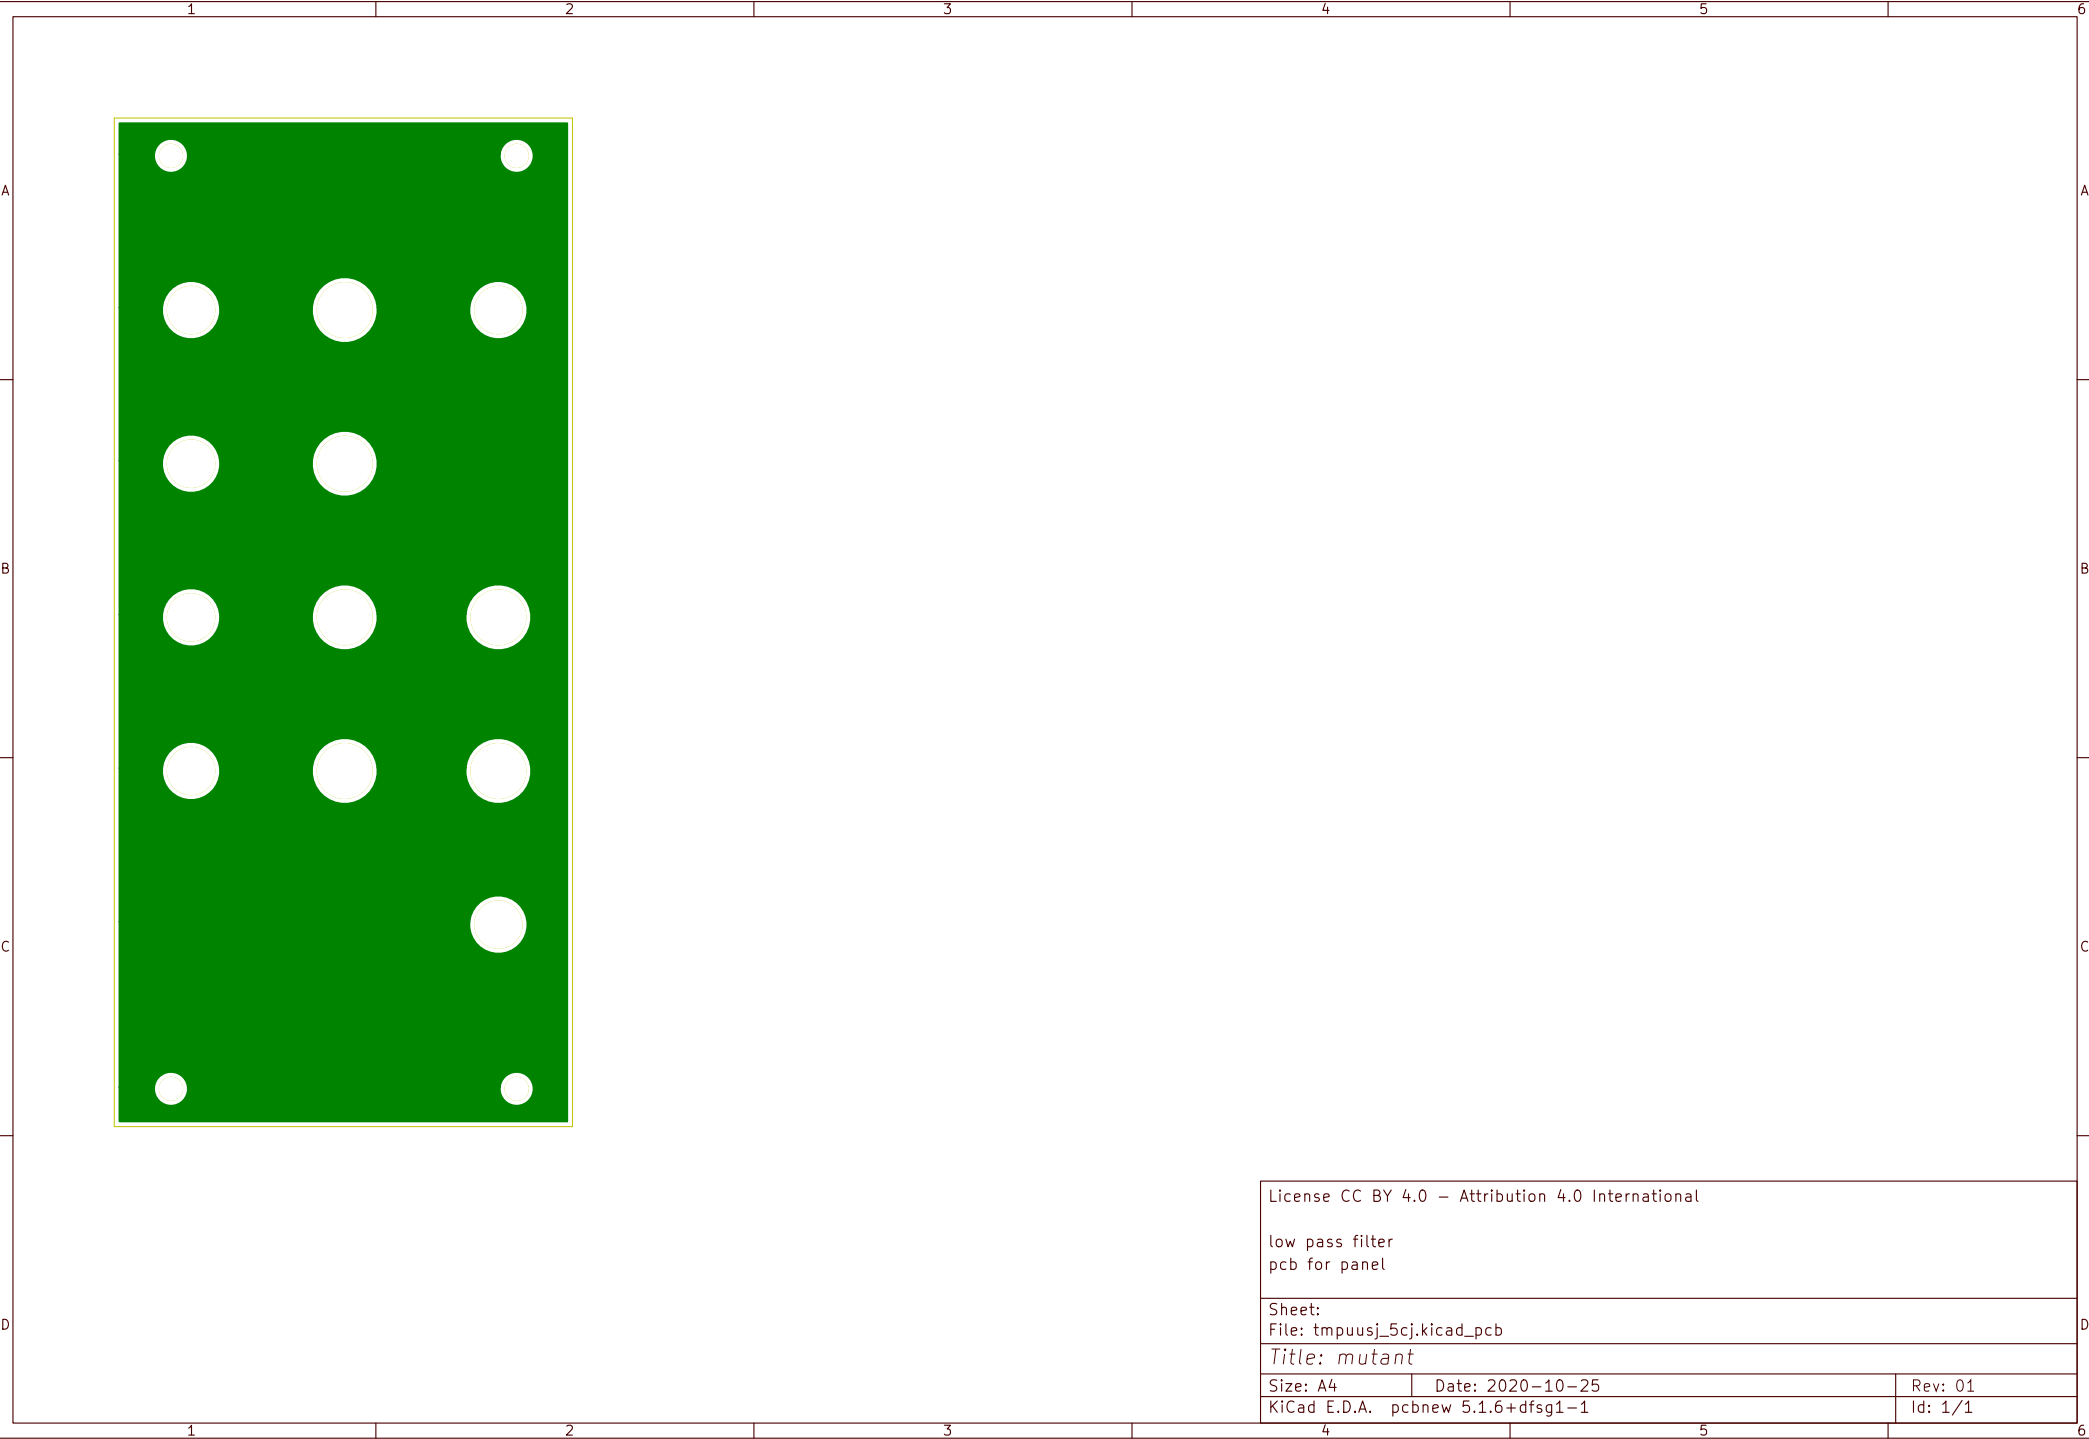 1 2 3 4 5 6
A A
B B
C C
License CC BY 4.0 – Attribution 4.0 International
low pass filter
pcb for panel
Sheet:
File: tmpuusj_5cj.kicad_pcb
D D
Title: mutant
Size: A4 Date: 2020-10-25 Rev: 01
KiCad E.D.A. pcbnew 5.1.6+dfsg1-1 Id: 1/1
1 2 3 4 5 6